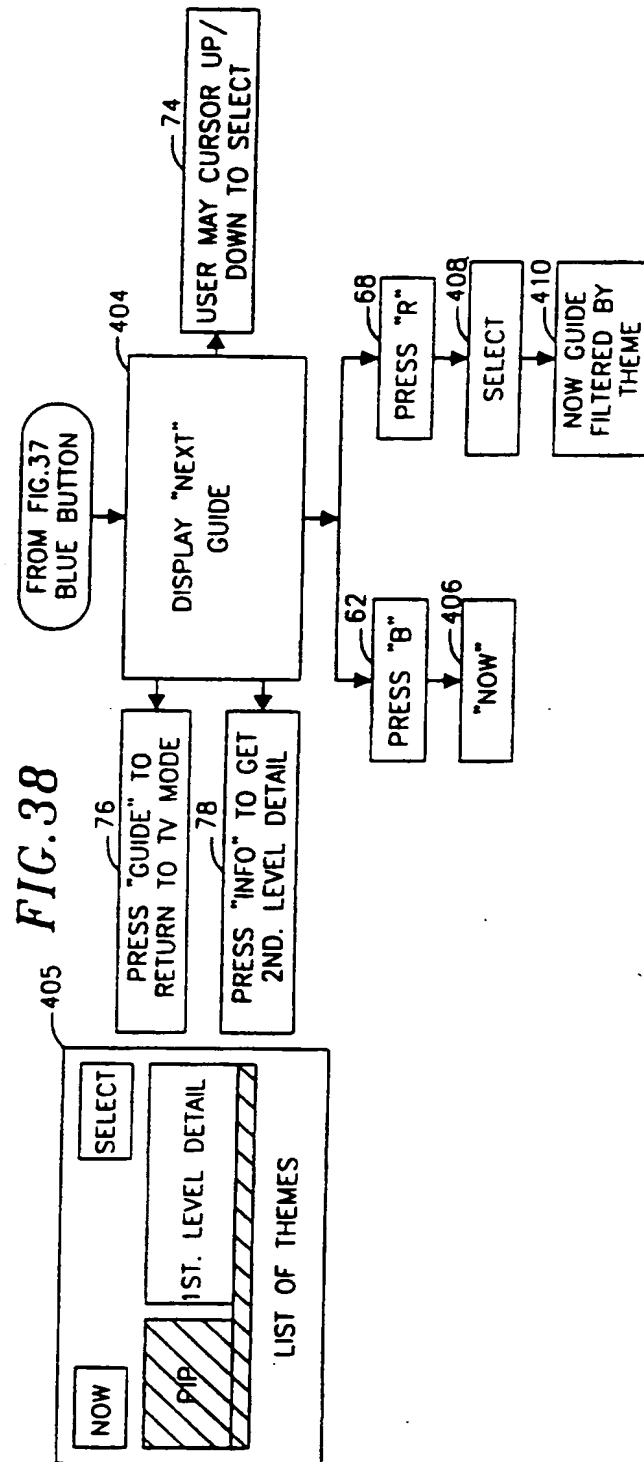 FIG.38
405
NOW
SELECT
PIP
1ST. LEVEL DETAIL
LIST OF THEMES
FROM FIG.37
BLUE BUTTON
404
DISPLAY "NEXT"
GUIDE
76
PRESS "GUIDE" TO
RETURN TO TV MODE
78
PRESS "INFO" TO GET
2ND. LEVEL DETAIL
74
USER MAY CURSOR UP/
DOWN TO SELECT
62
PRESS "B"
406
"NOW"
68
PRESS "R"
408
SELECT
410
NOW GUIDE
FILTERED BY
THEME